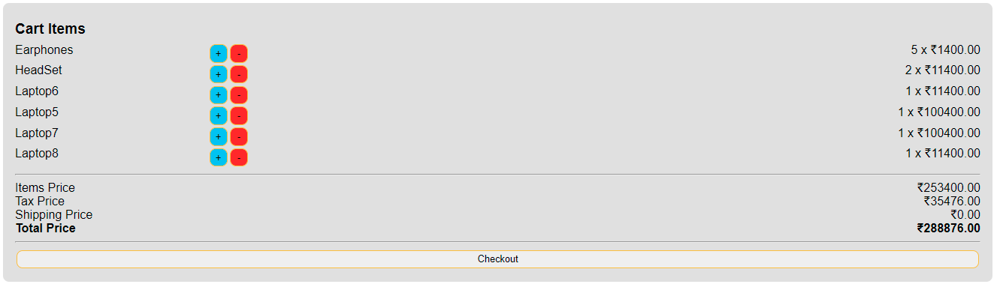 Cart Items
Earphones + - 5 x ₹1400.00
HeadSet + - 2 x ₹11400.00
Laptop6 + - 1 x ₹11400.00
Laptop5 + - 1 x ₹100400.00
Laptop7 + - 1 x ₹100400.00
Laptop8 + - 1 x ₹11400.00
Items Price ₹253400.00
Tax Price ₹35476.00
Shipping Price ₹0.00
Total Price ₹288876.00
Checkout